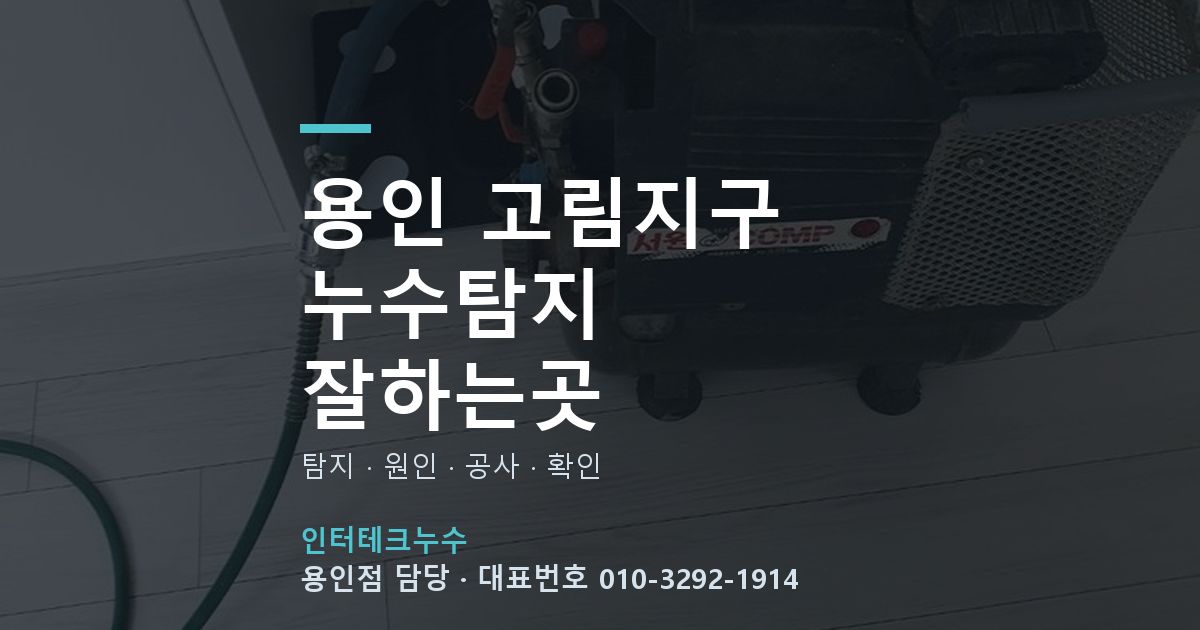 용인 고림지구
누수탐지
잘하는곳
탐지 · 원인 · 공사 · 확인
인터테크누수
용인점 담당 · 대표번호 010-3292-1914
COMP